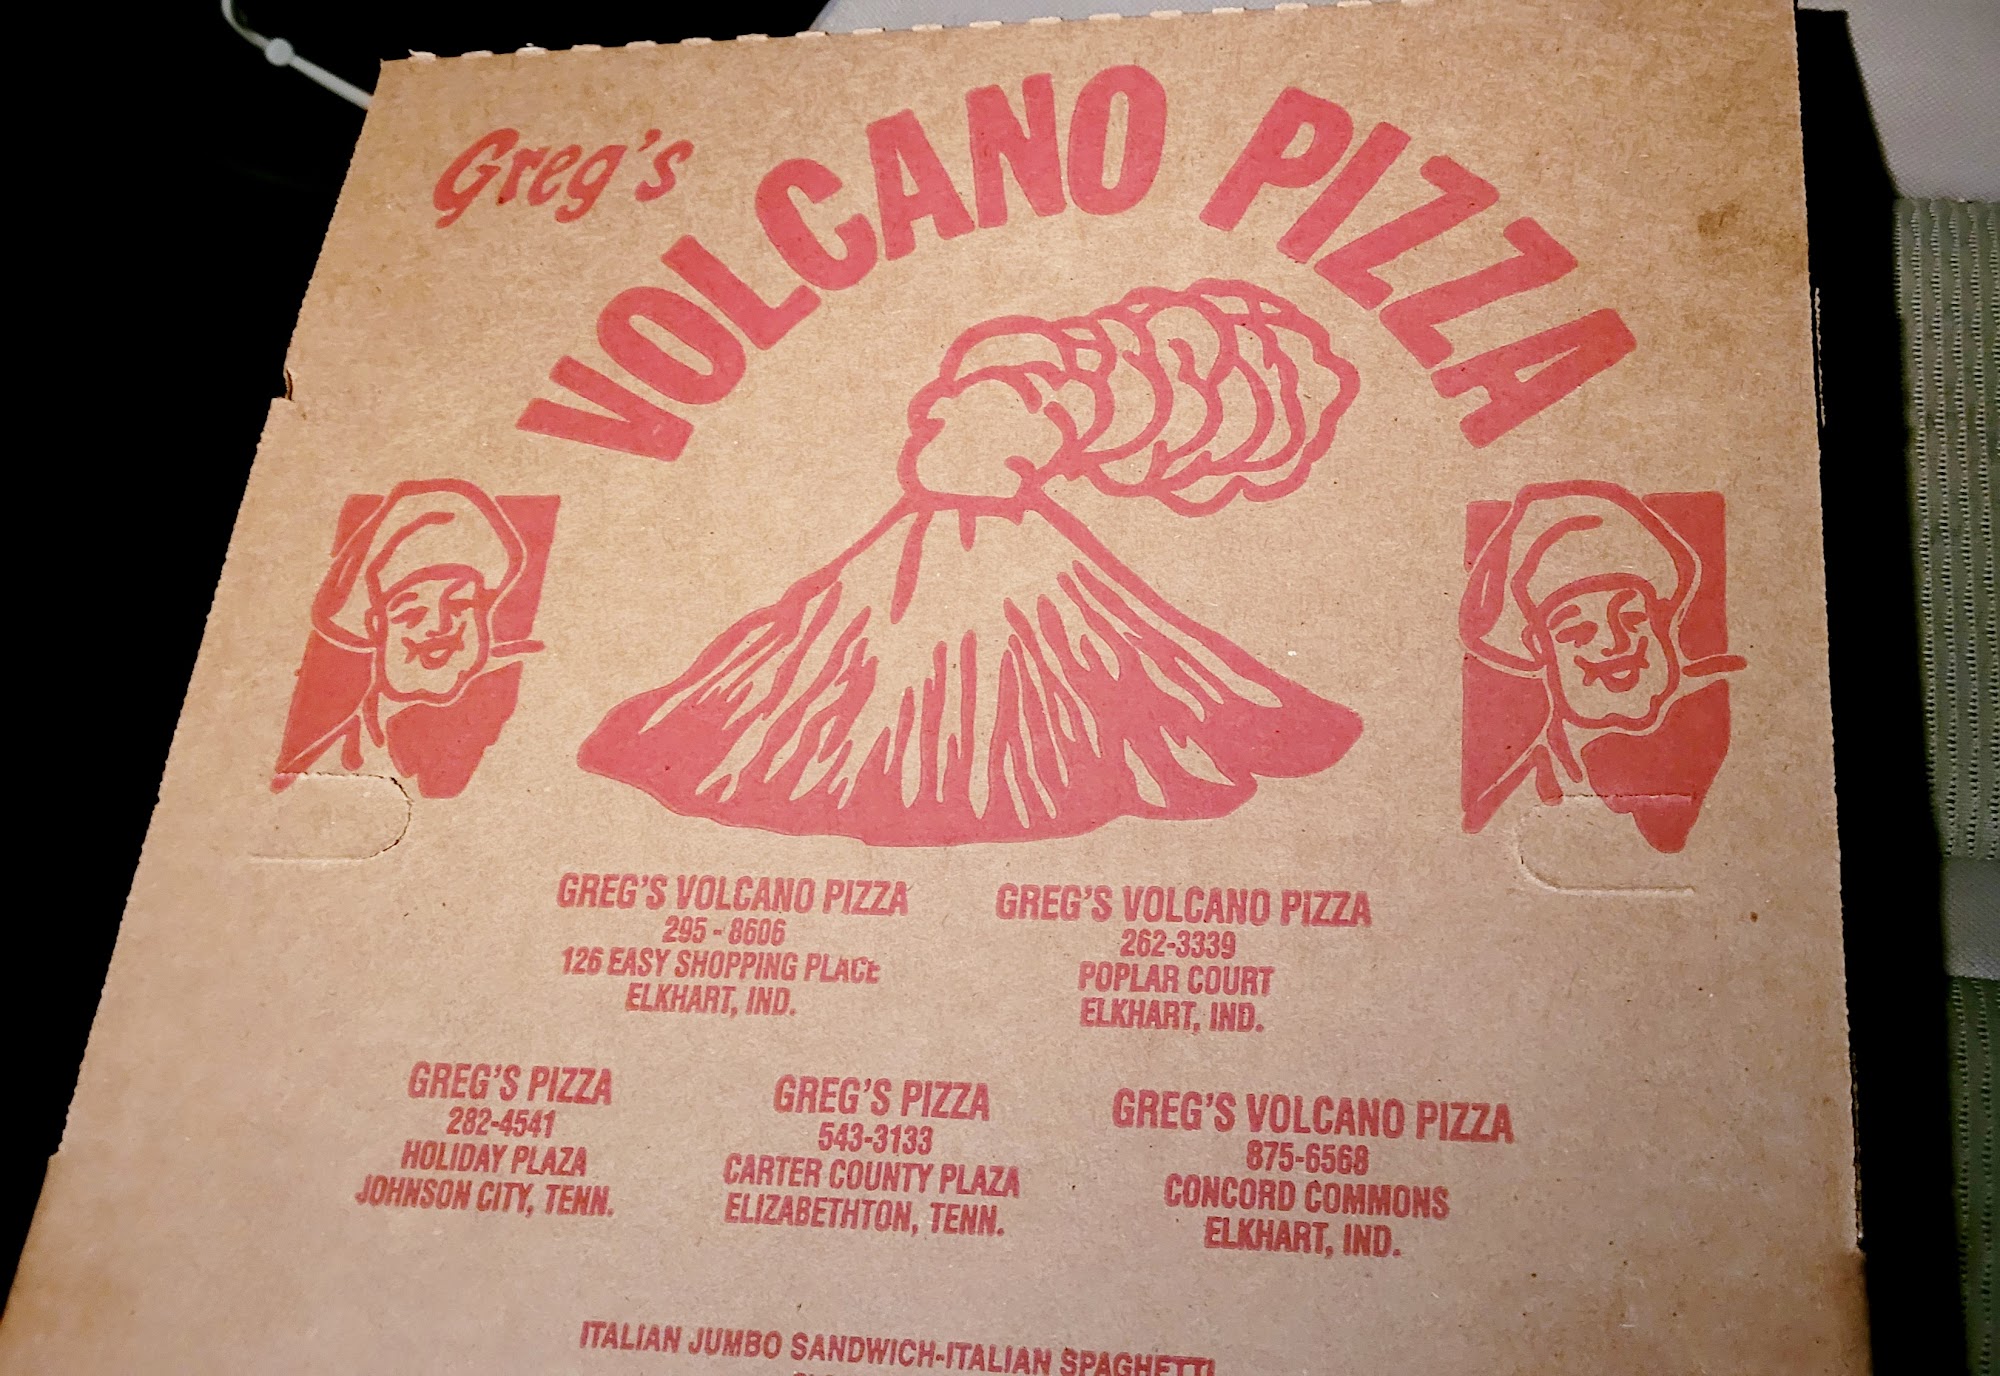 Greg's
VOLCANO PIZZA
GREG'S VOLCANO PIZZA
295-8606
126 EASY SHOPPING PLACE
ELKHART, IND.
GREG'S VOLCANO PIZZA
262-3339
POPLAR COURT
ELKHART, IND.
GREG'S PIZZA
282-4541
HOLIDAY PLAZA
JOHNSON CITY, TENN.
GREG'S PIZZA
543-3133
CARTER COUNTY PLAZA
ELIZABETHTON, TENN.
GREG'S VOLCANO PIZZA
875-6568
CONCORD COMMONS
ELKHART, IND.
ITALIAN JUMBO SANDWICH-ITALIAN SPAGHETTI